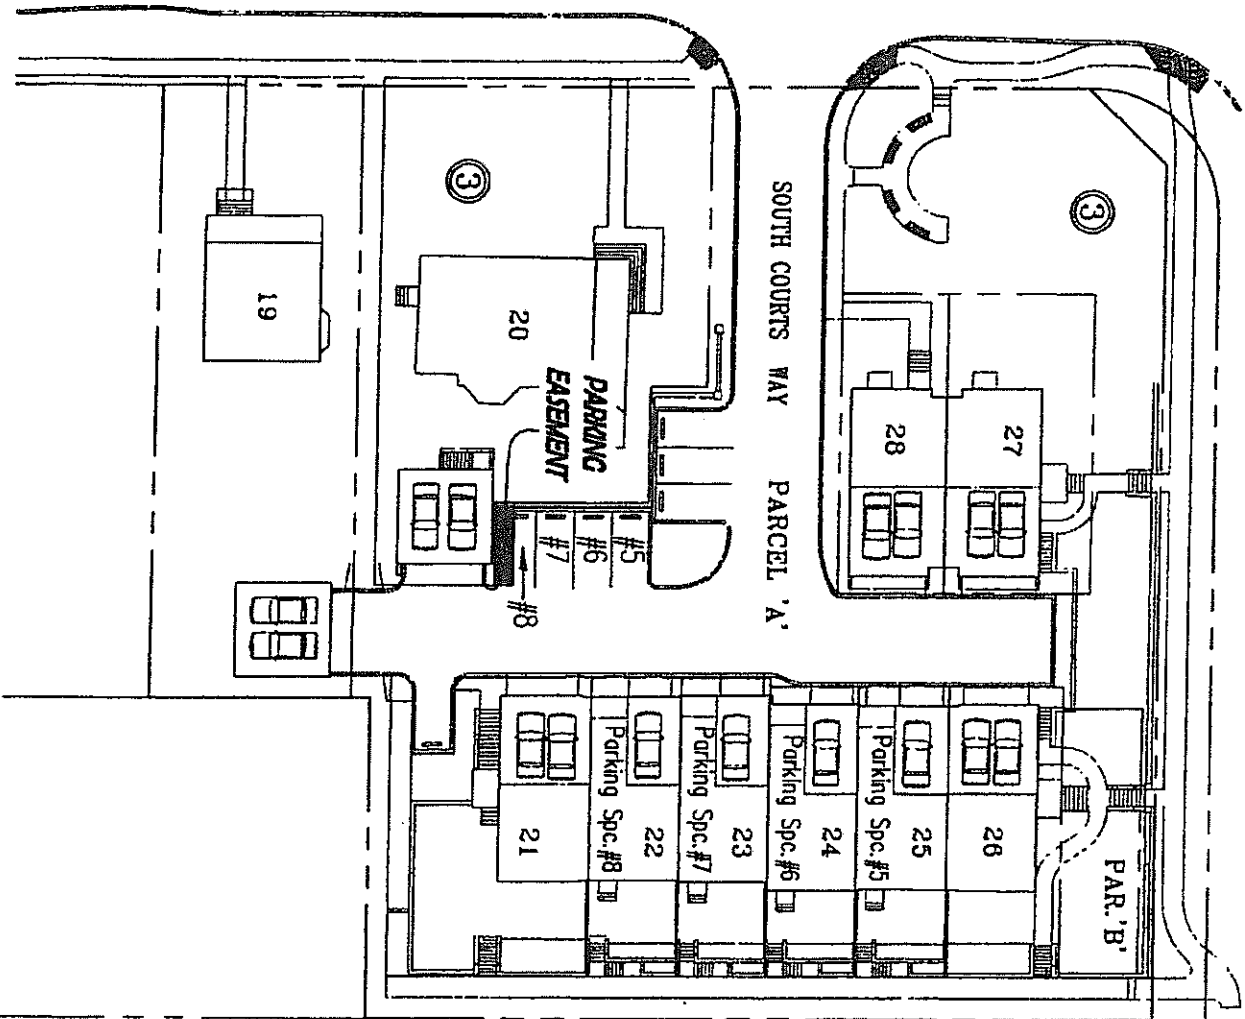 SOUTH COURTS WAY PARCEL 'A'
3
3
19
20
PARKING
EASEMENT
28
27
#5
#6
#7
#8
21
Parking Spc.#8
22
Parking Spc.#7
23
Parking Spc.#6
24
Parking Spc.#5
25
26
PAR.'B'